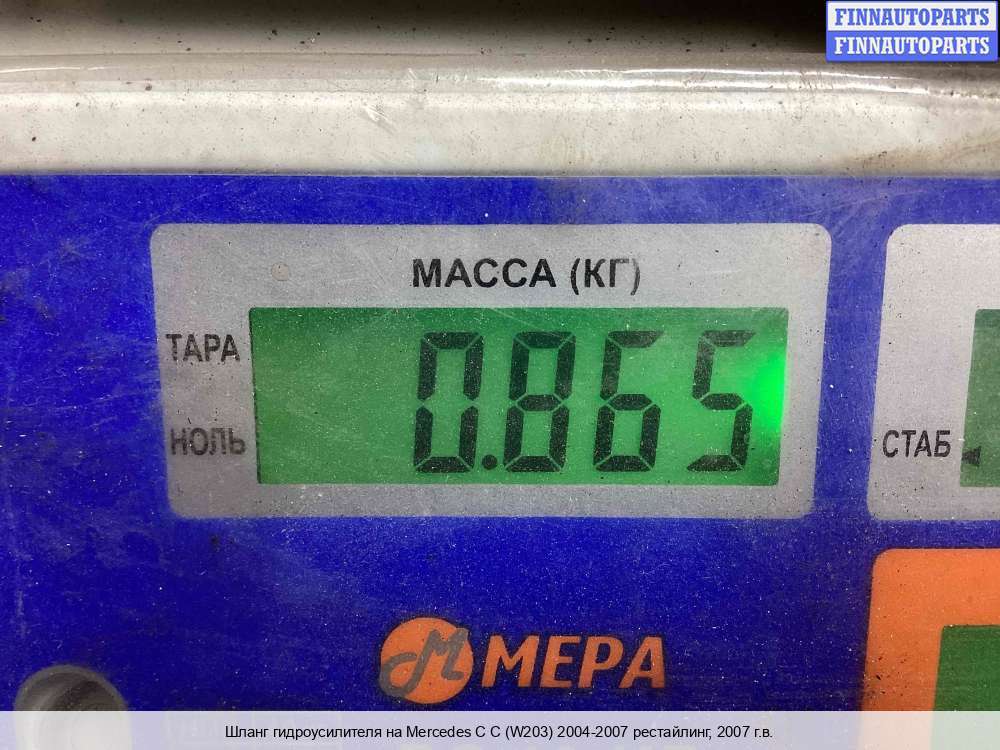 FINNAUTOPARTS
FINNAUTOPARTS
МАССА (КГ)
ТАРА
0.865
НОЛЬ
СТАБ
М МЕРА
Шланг гидроусилителя на Mercedes C C (W203) 2004-2007 рестайлинг, 2007 г.в.